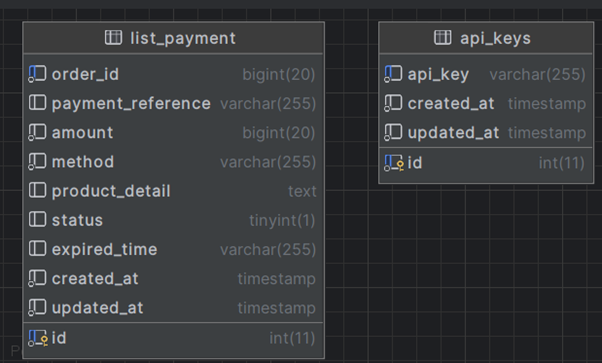 list_payment
order_id bigint(20)
payment_reference varchar(255)
amount bigint(20)
method varchar(255)
product_detail text
status tinyint(1)
expired_time varchar(255)
created_at timestamp
updated_at timestamp
id int(11)
api_keys
api_key varchar(255)
created_at timestamp
updated_at timestamp
id int(11)